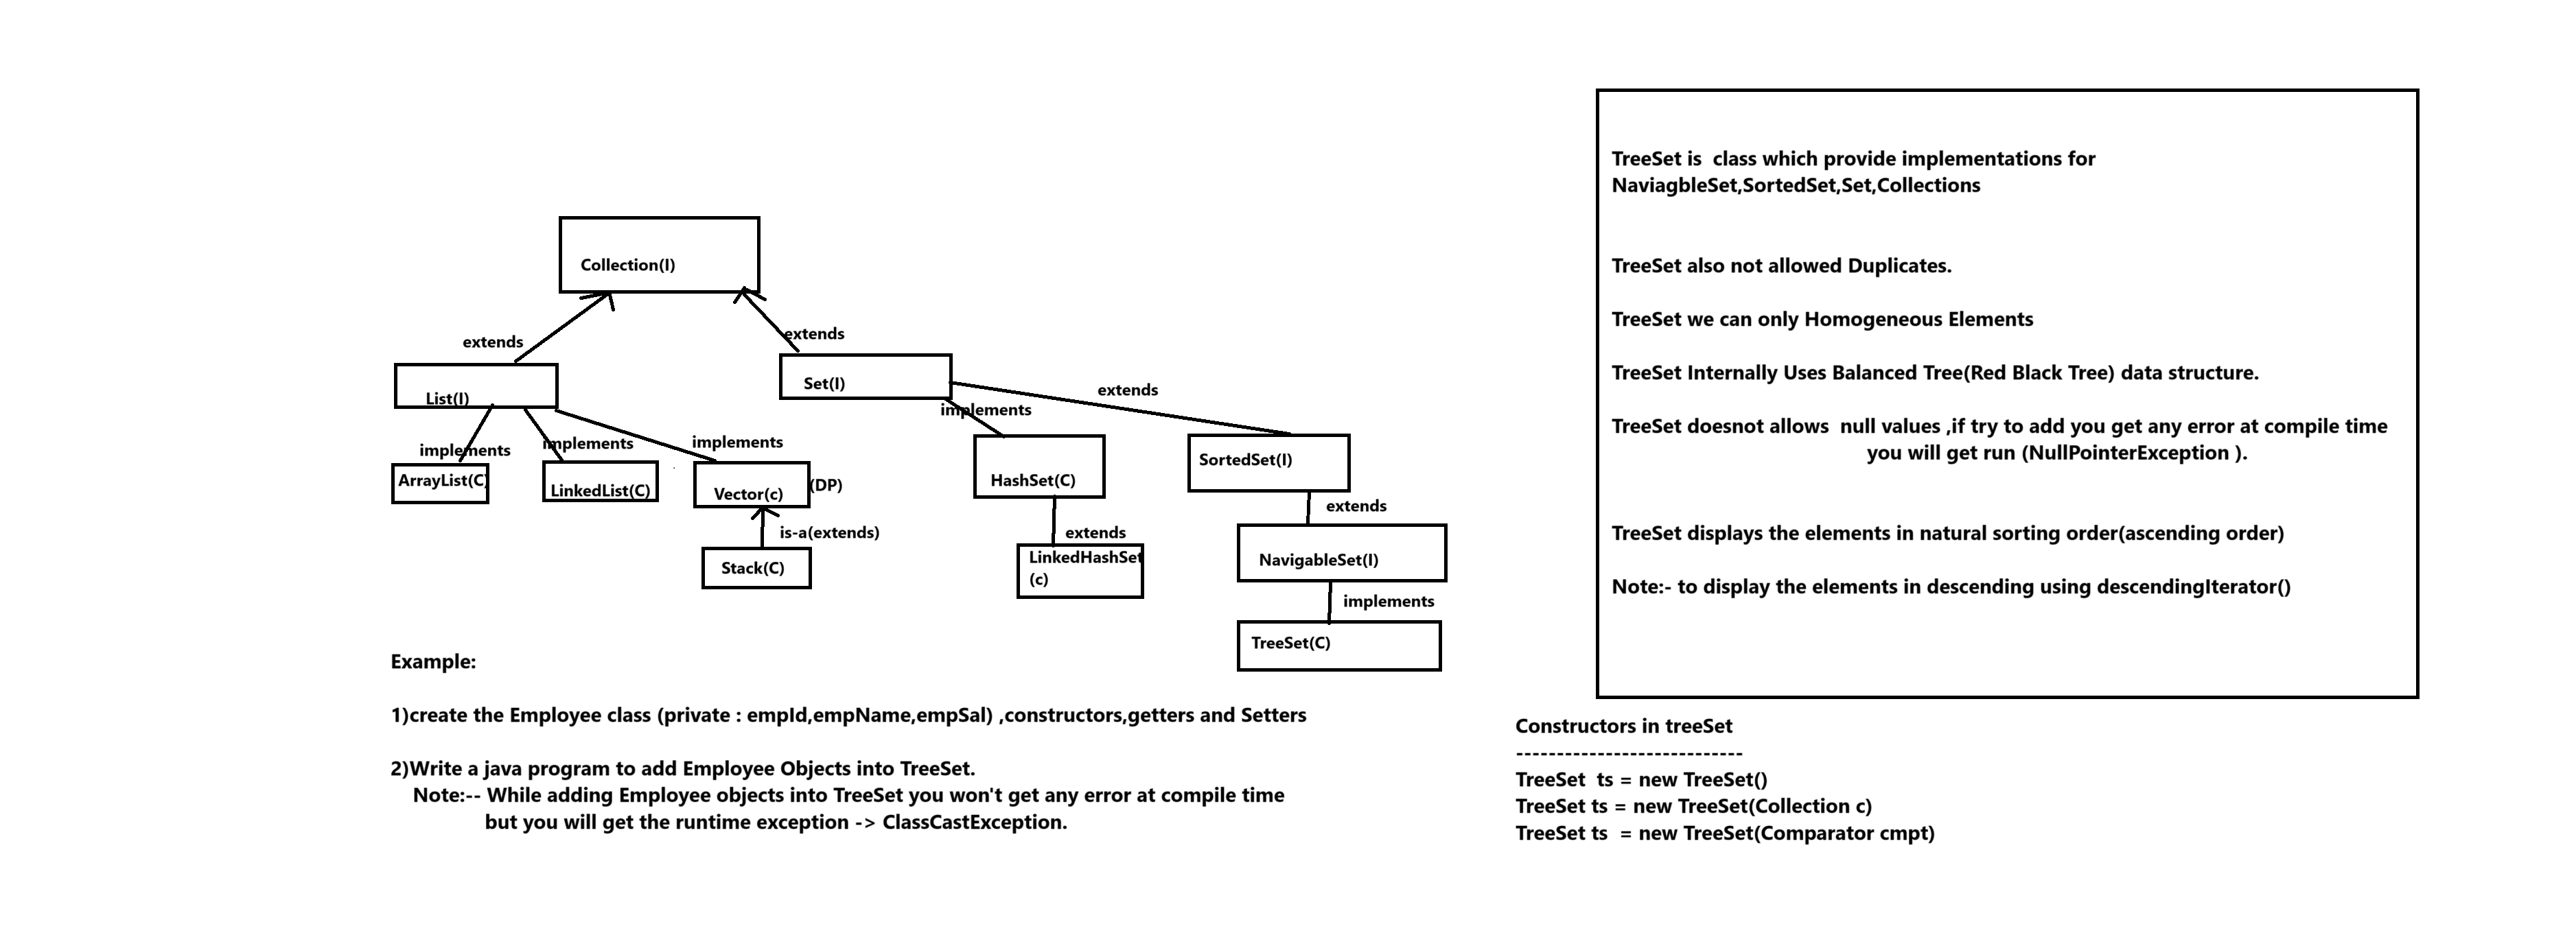 Collection(I)
extends
extends
List(I)
Set(I)
extends
implements
implements
implements
implements
ArrayList(C)
LinkedList(C)
Vector(c)
(DP)
HashSet(C)
SortedSet(I)
is-a(extends)
extends
extends
Stack(C)
LinkedHashSet
(c)
NavigableSet(I)
implements
TreeSet(C)
TreeSet is  class which provide implementations for
NaviagbleSet,SortedSet,Set,Collections
TreeSet also not allowed Duplicates.
TreeSet we can only Homogeneous Elements
TreeSet Internally Uses Balanced Tree(Red Black Tree) data structure.
TreeSet doesnot allows  null values ,if try to add you get any error at compile time
you will get run (NullPointerException ).
TreeSet displays the elements in natural sorting order(ascending order)
Note:- to display the elements in descending using descendingIterator()
Example:
1)create the Employee class (private : empId,empName,empSal) ,constructors,getters and Setters
2)Write a java program to add Employee Objects into TreeSet.
Note:-- While adding Employee objects into TreeSet you won't get any error at compile time
but you will get the runtime exception -> ClassCastException.
Constructors in treeSet
----------------------------
TreeSet  ts = new TreeSet()
TreeSet ts = new TreeSet(Collection c)
TreeSet ts  = new TreeSet(Comparator cmpt)